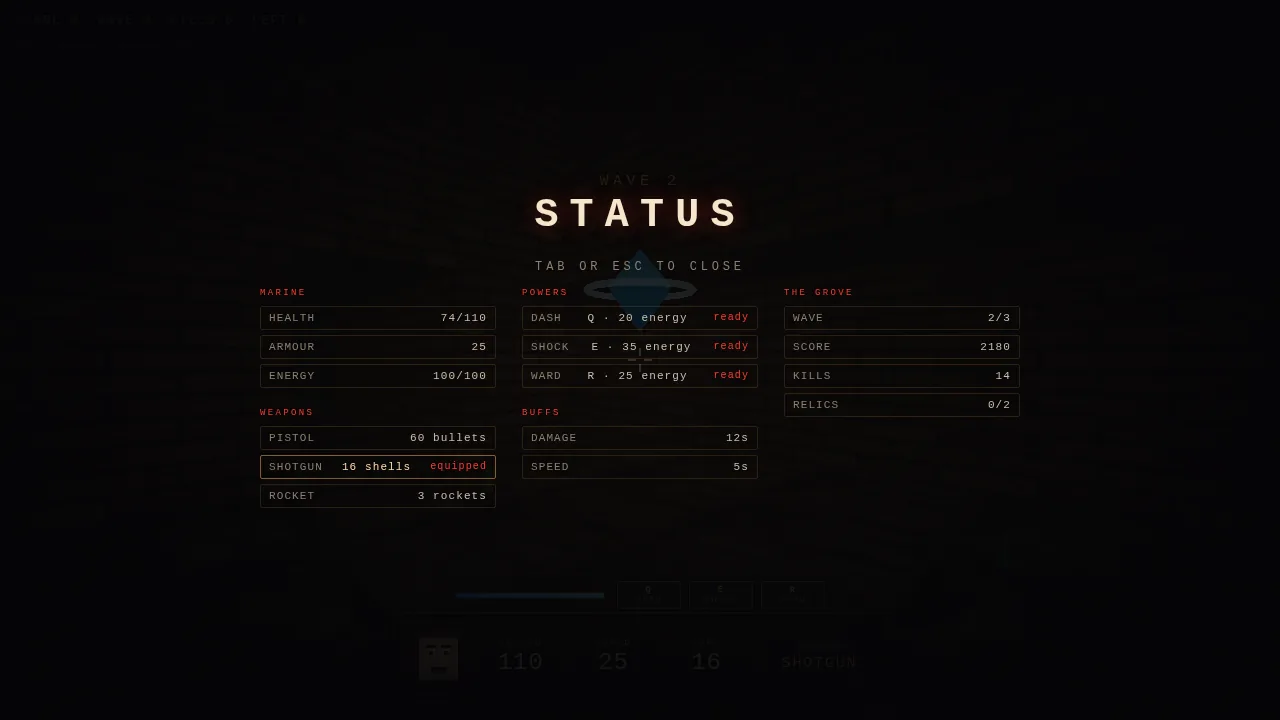 WAVE 2
STATUS
TAB OR ESC TO CLOSE
MARINE
HEALTH 74/110
ARMOUR 25
ENERGY 100/100
WEAPONS
PISTOL 60 bullets
SHOTGUN 16 shells equipped
ROCKET 3 rockets
POWERS
DASH Q · 20 energy ready
SHOCK E · 35 energy ready
WARD R · 25 energy ready
BUFFS
DAMAGE 12s
SPEED 5s
THE GROVE
WAVE 2/3
SCORE 2180
KILLS 14
RELICS 0/2
110 25 16 SHOTGUN